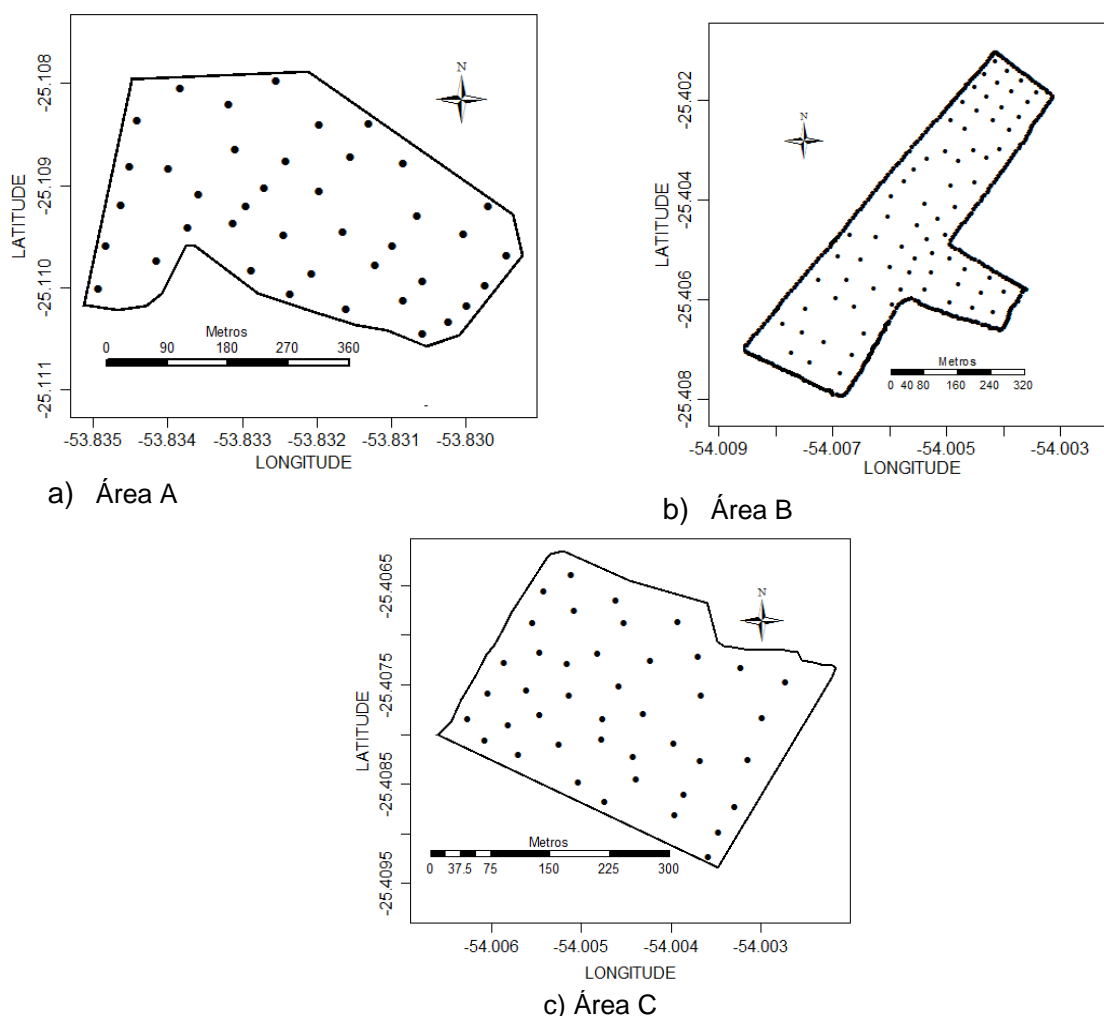 N
LATITUDE
-25.108
-25.109
-25.110
-25.111
Metros
0 90 180 270 360
-53.835 -53.834 -53.833 -53.832 -53.831 -53.830
LONGITUDE
a) Área A
N
LATITUDE
-25.402
-25.404
-25.406
-25.408
Metros
0 40 80 160 240 320
-54.009 -54.007 -54.005 -54.003
LONGITUDE
b) Área B
N
LATITUDE
-25.4065
-25.4075
-25.4085
-25.4095
Metros
0 37.5 75 150 225 300
-54.006 -54.005 -54.004 -54.003
LONGITUDE
c) Área C